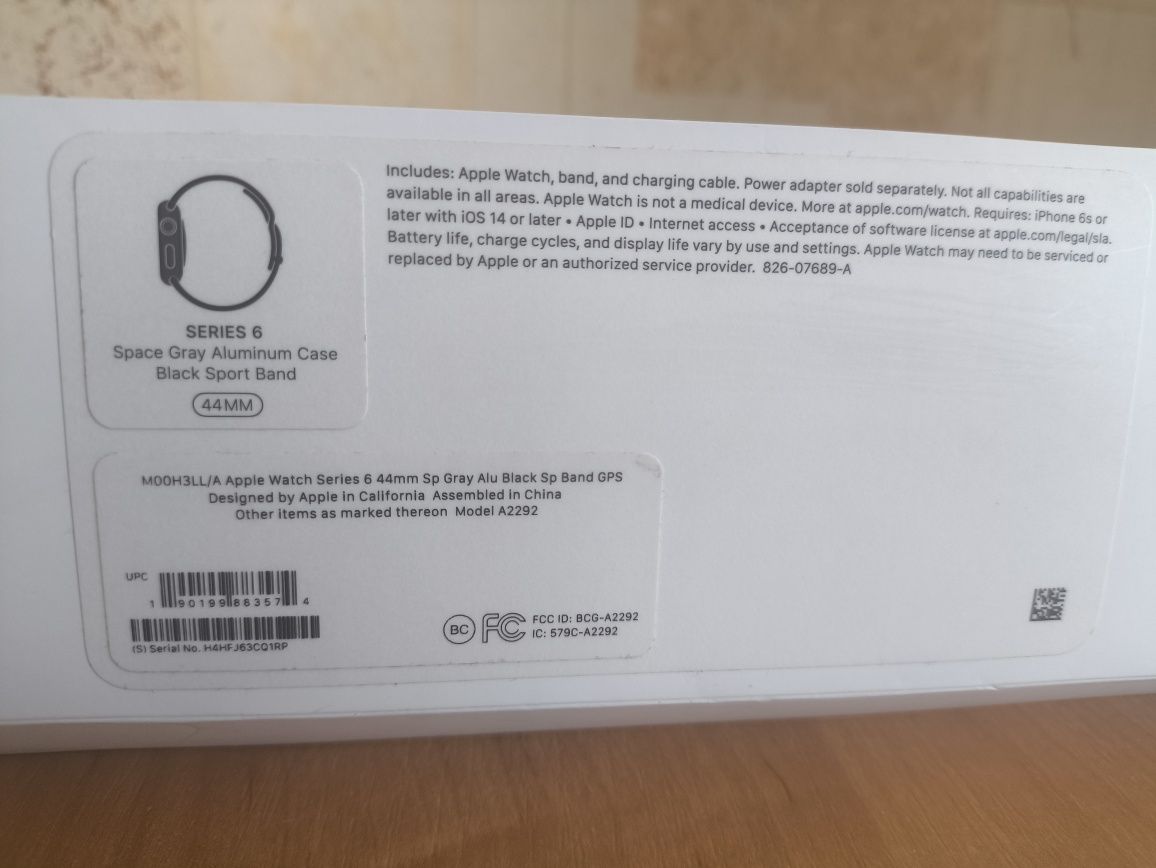 Includes: Apple Watch, band, and charging cable. Power adapter sold separately. Not all capabilities are
available in all areas. Apple Watch is not a medical device. More at apple.com/watch. Requires: iPhone 6s or
later with iOS 14 or later • Apple ID • Internet access • Acceptance of software license at apple.com/legal/sla.
Battery life, charge cycles, and display life vary by use and settings. Apple Watch may need to be serviced or
replaced by Apple or an authorized service provider. 826-07689-A
SERIES 6
Space Gray Aluminum Case
Black Sport Band
44MM
M00H3LL/A Apple Watch Series 6 44mm Sp Gray Alu Black Sp Band GPS
Designed by Apple in California Assembled in China
Other items as marked thereon Model A2292
UPC
1 90199 88357 4
(S) Serial No. H4HFJ63CQ1RP
BC FC FCC ID: BCG-A2292
IC: 579C-A2292